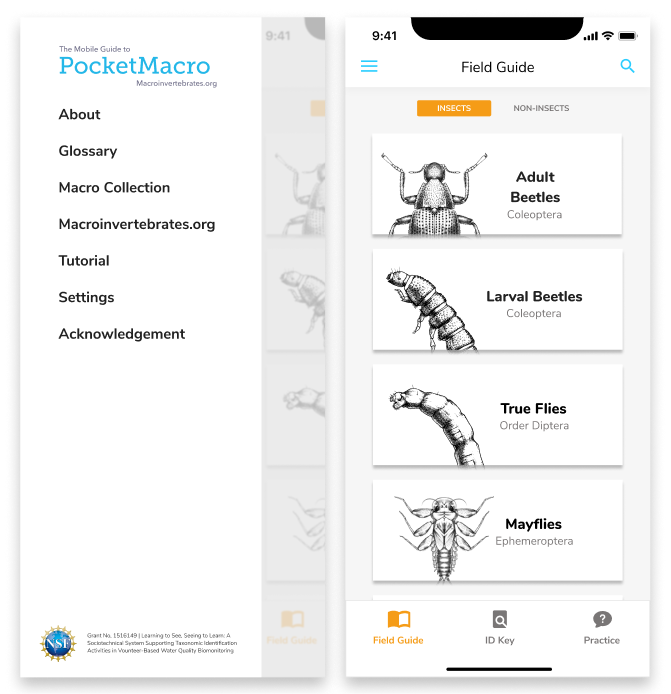 The Mobile Guide to
PocketMacro
Macroinvertebrates.org
About
Glossary
Macro Collection
Macroinvertebrates.org
Tutorial
Settings
Acknowledgement
NSF
Grant No. 1516149 | Learning to See, Seeing to Learn: A
Sociotechnical System Supporting Taxonomic Identification
Activities in Vounteer-Based Water Quality Biomonitoring
9:41
Field Guide
9:41
Field Guide
INSECTS
NON-INSECTS
Adult
Beetles
Coleoptera
Larval Beetles
Coleoptera
True Flies
Order Diptera
Mayflies
Ephemeroptera
Field Guide
ID Key
Practice